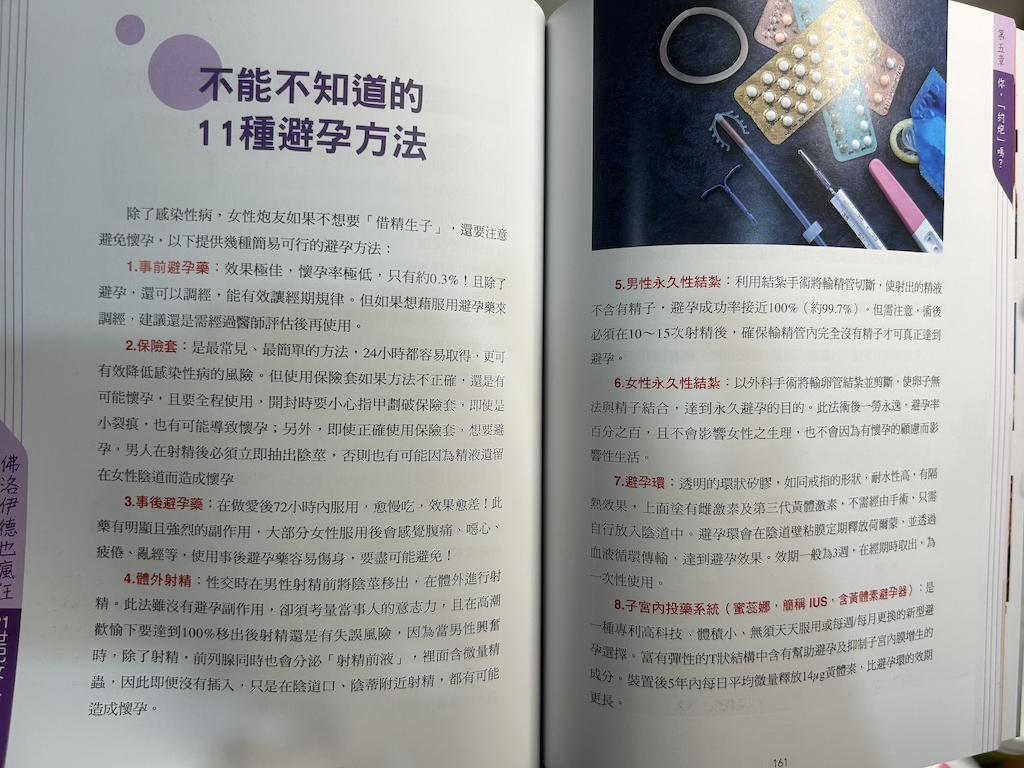 不能不知道的
11種避孕方法
除了感染性病，女性炮友如果不想要「借精生子」，還要注意
避免懷孕，以下提供幾種簡易可行的避孕方法：
1.事前避孕藥：效果極佳，懷孕率極低，只有約0.3%！且除了
避孕，還可以調經，能有效讓經期規律。但如果想藉服用避孕藥來
調經，建議還是需經過醫師評估後再使用。
2.保險套：是最常見、最簡單的方法，24小時都容易取得，更可
有效降低感染性病的風險。但使用保險套如果方法不正確，還是有
可能懷孕，且要全程使用，開封時要小心指甲劃破保險套，即使是
小裂痕，也有可能導致懷孕；另外，即使正確使用保險套，想要避
孕，男人在射精後必須立即抽出陰莖，否則也有可能因為精液遺留
在女性陰道而造成懷孕
3.事後避孕藥：在做愛後72小時內服用，愈慢吃，效果愈差！此
藥有明顯且強烈的副作用，大部分女性服用後會感覺腹痛、噁心、
疲倦、亂經等，使用事後避孕藥容易傷身，要盡可能避免！
4.體外射精：性交時在男性射精前將陰莖移出，在體外進行射
精。此法雖沒有避孕副作用，卻須考量當事人的意志力，且在高潮
歡愉下要達到100%移出後射精還是有失誤風險，因為當男性興奮
時，除了射精，前列腺同時也會分泌「射精前液」，裡面含微量精
蟲，因此即便沒有插入，只是在陰道口、陰蒂附近射精，都有可能
造成懷孕。
佛洛伊德也瘋狂
21世紀
第五章 你，「約炮」嗎？
5.男性永久性結紮：利用結紮手術將輸精管切斷，使射出的精液
不含有精子，避孕成功率接近100%（約99.7%）。但需注意，術後
必須在10～15次射精後，確保輸精管內完全沒有精子才可真正達到
避孕。
6.女性永久性結紮：以外科手術將輸卵管結紮並剪斷，使卵子無
法與精子結合，達到永久避孕的目的。此法術後一勞永逸，避孕率
百分之百，且不會影響女性之生理，也不會因為有懷孕的顧慮而影
響性生活。
7.避孕環：透明的環狀矽膠，如同戒指的形狀，耐水性高，有隔
熱效果，上面塗有雌激素及第三代黃體激素，不需經由手術，只需
自行放入陰道中。避孕環會在陰道壁粘膜定期釋放荷爾蒙，並透過
血液循環傳輸，達到避孕效果。效期一般為3週，在經期時取出，為
一次性使用。
8.子宮內投藥系統（蜜蕊娜，簡稱 IUS，含黃體素避孕器）：是
一種專利高科技、體積小、無須天天服用或每週/每月更換的新型避
孕選擇。富有彈性的T狀結構中含有幫助避孕及抑制子宮內膜增生的
成分。裝置後5年內每日平均微量釋放14μg黃體素，比避孕環的效期
更長。
161